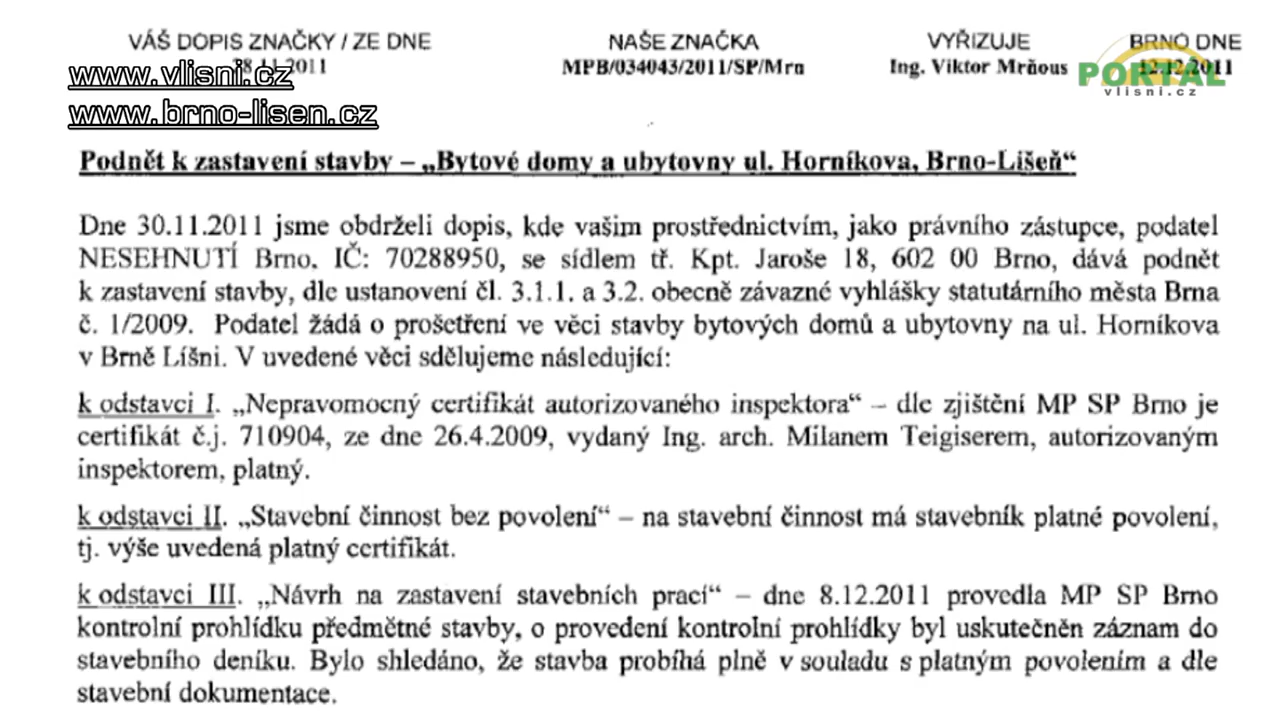 VÁŠ DOPIS ZNAČKY / ZE DNE NAŠE ZNAČKA VYŘIZUJE BRNO DNE
28.11.2011 MPB/034043/2011/SP/Mrn Ing. Viktor Mrňous 12.12.2011
www.vlisni.cz
www.brno-lisen.cz
PORTÁL
vlisni.cz
Podnět k zastavení stavby – „Bytové domy a ubytovny ul. Horníkova, Brno-Líšeň“
Dne 30.11.2011 jsme obdrželi dopis, kde vašim prostřednictvím, jako právního zástupce, podatel
NESEHNUTÍ Brno. IČ: 70288950, se sídlem tř. Kpt. Jaroše 18, 602 00 Brno, dává podnět
k zastavení stavby, dle ustanovení čl. 3.1.1. a 3.2. obecně závazné vyhlášky statutárního města Brna
č. 1/2009. Podatel žádá o prošetření ve věci stavby bytových domů a ubytovny na ul. Horníkova
v Brně Líšni. V uvedené věci sdělujeme následující:
k odstavci I. „Nepravomocný certifikát autorizovaného inspektora“ – dle zjištění MP SP Brno je
certifikát č.j. 710904, ze dne 26.4.2009, vydaný Ing. arch. Milanem Teigiserem, autorizovaným
inspektorem, platný.
k odstavci II. „Stavební činnost bez povolení“ – na stavební činnost má stavebník platné povolení,
tj. výše uvedená platný certifikát.
k odstavci III. „Návrh na zastavení stavebních prací“ – dne 8.12.2011 provedla MP SP Brno
kontrolní prohlídku předmětné stavby, o provedení kontrolní prohlídky byl uskutečněn záznam do
stavebního deníku. Bylo shledáno, že stavba probíhá plně v souladu s platným povolením a dle
stavební dokumentace.